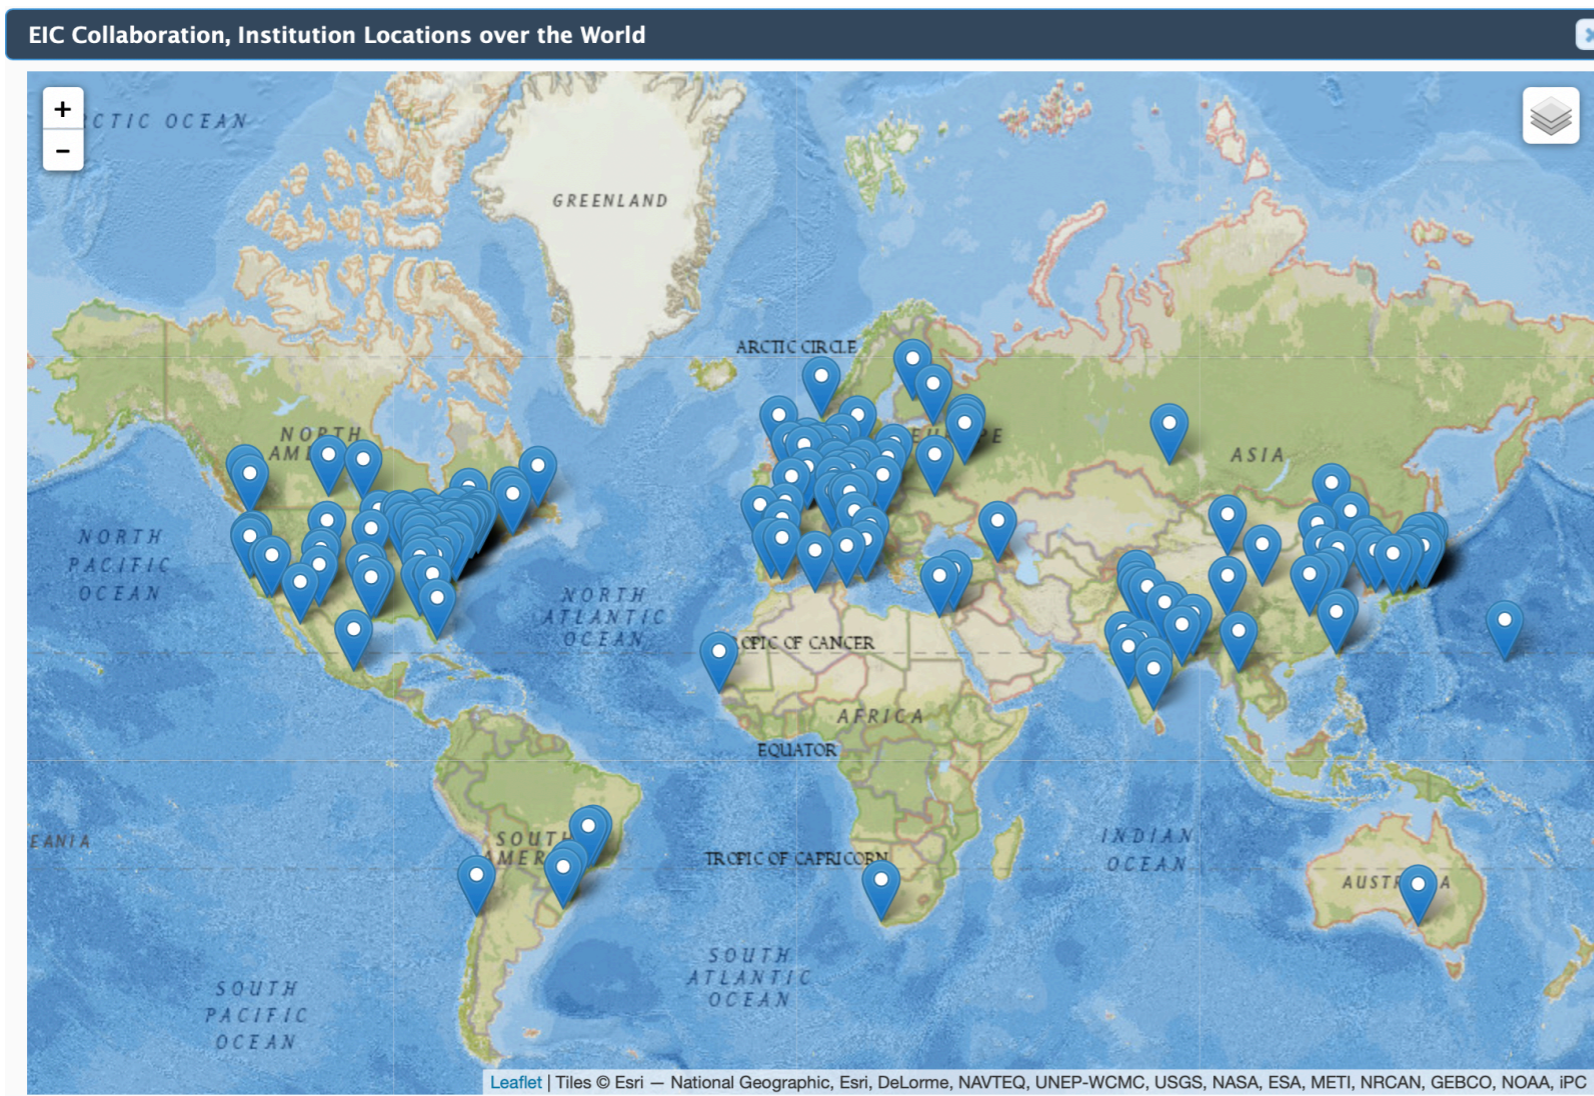 EIC Collaboration, Institution Locations over the World
+
−
CTIC OCEAN
GREENLAND
ARCTIC CIRCLE
NORTH
AM
E
PE
ASIA
NORTH
PACIFIC
OCEAN
NORTH
ATLANTIC
OCEAN
OPIC OF CANCER
AFRICA
EQUATOR
EANIA
SOUTH
AMER
TROPIC OF CAPRICORN
INDIAN
OCEAN
AUSTR A
SOUTH
ATLANTIC
OCEAN
SOUTH
PACIFIC
OCEAN
Leaflet | Tiles © Esri — National Geographic, Esri, DeLorme, NAVTEQ, UNEP-WCMC, USGS, NASA, ESA, METI, NRCAN, GEBCO, NOAA, iPC